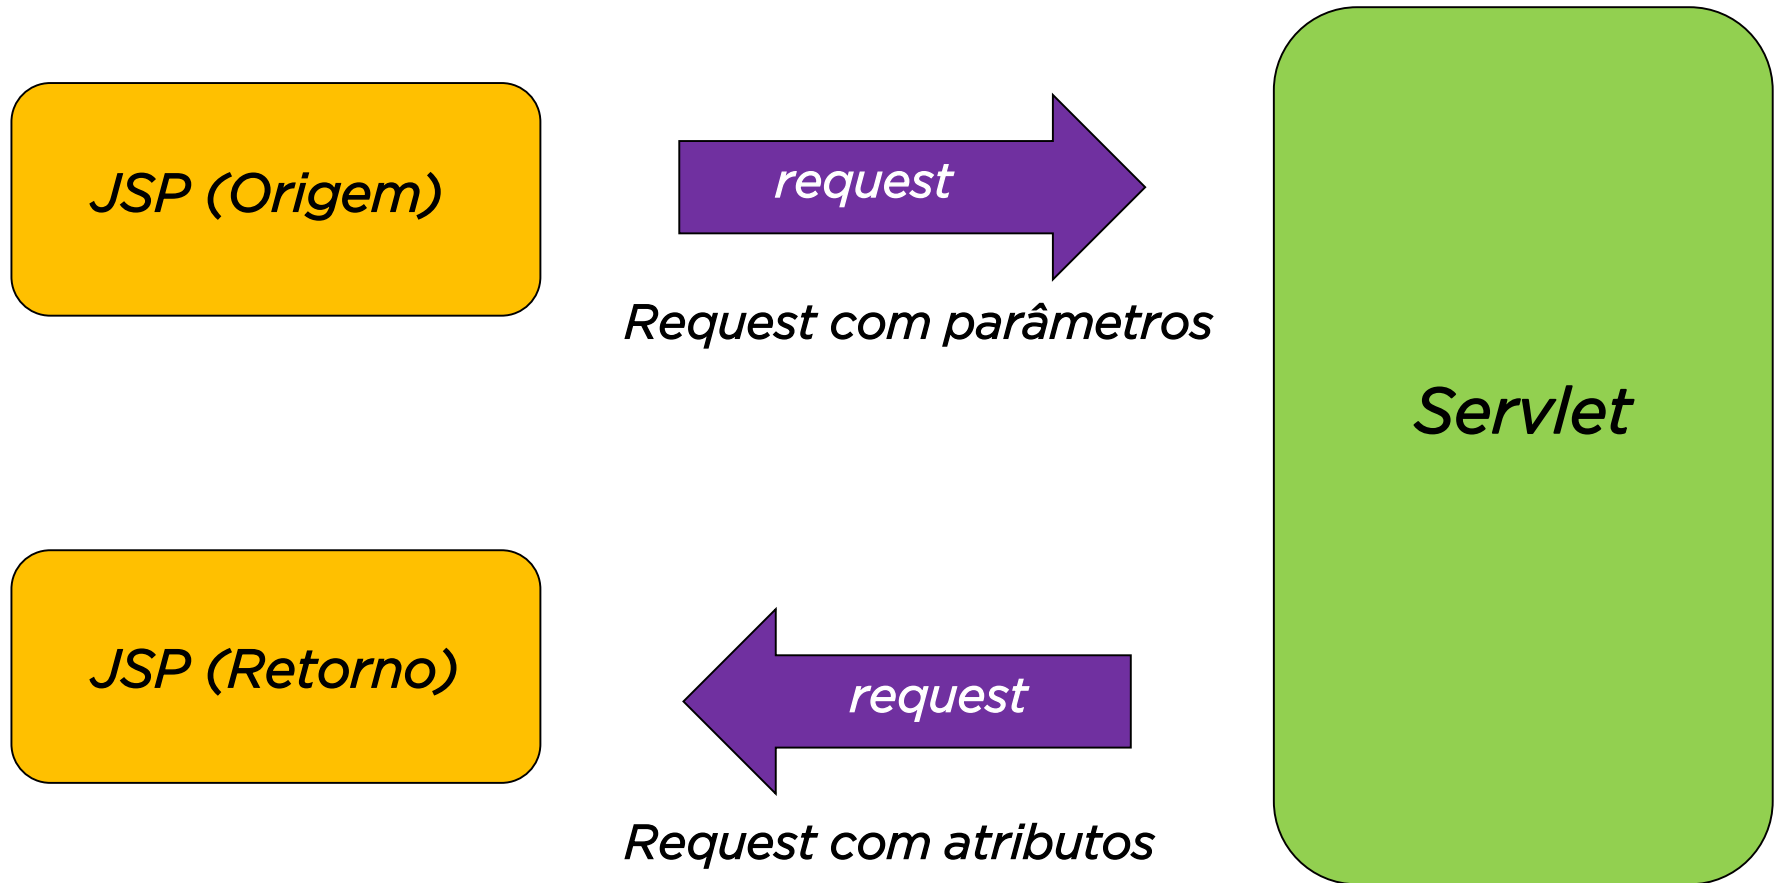 JSP (Origem)
request
Request com parâmetros
Servlet
JSP (Retorno)
request
Request com atributos